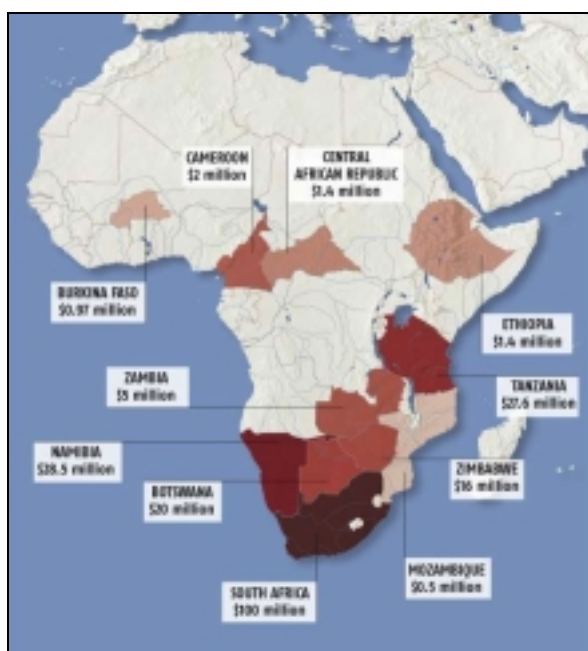 CAMEROON
$2 million
CENTRAL
AFRICAN REPUBLIC
$1.4 million
BURKINA FASO
$0.97 million
ETHIOPIA
$1.4 million
ZAMBIA
$5 million
TANZANIA
$27.6 million
NAMIBIA
$28.5 million
BOTSWANA
$20 million
ZIMBABWE
$16 million
MOZAMBIQUE
$0.5 million
SOUTH AFRICA
$100 million